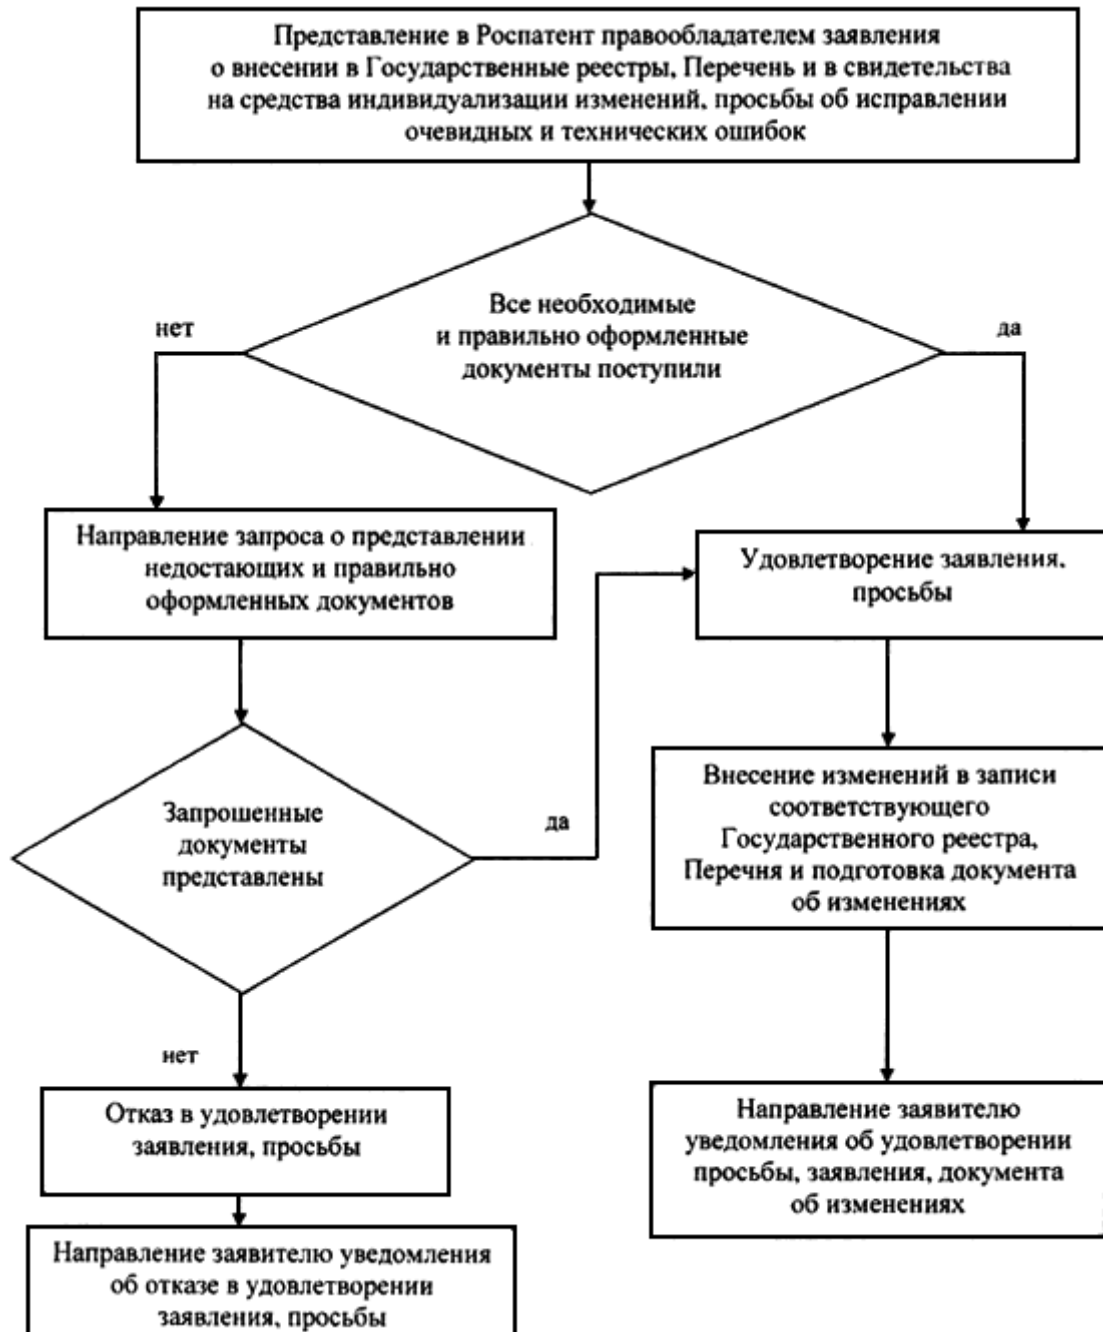 Представление в Роспатент правообладателем заявления
о внесении в Государственные реестры, Перечень и в свидетельства
на средства индивидуализации изменений, просьбы об исправлении
очевидных и технических ошибок
Все необходимые
и правильно оформленные
документы поступили
нет
да
Направление запроса о представлении
недостающих и правильно
оформленных документов
Удовлетворение заявления,
просьбы
Запрошенные
документы
представлены
да
Внесение изменений в записи
соответствующего
Государственного реестра,
Перечня и подготовка документа
об изменениях
нет
Отказ в удовлетворении
заявления, просьбы
Направление заявителю
уведомления об удовлетворении
просьбы, заявления, документа
об изменениях
Направление заявителю уведомления
об отказе в удовлетворении
заявления, просьбы